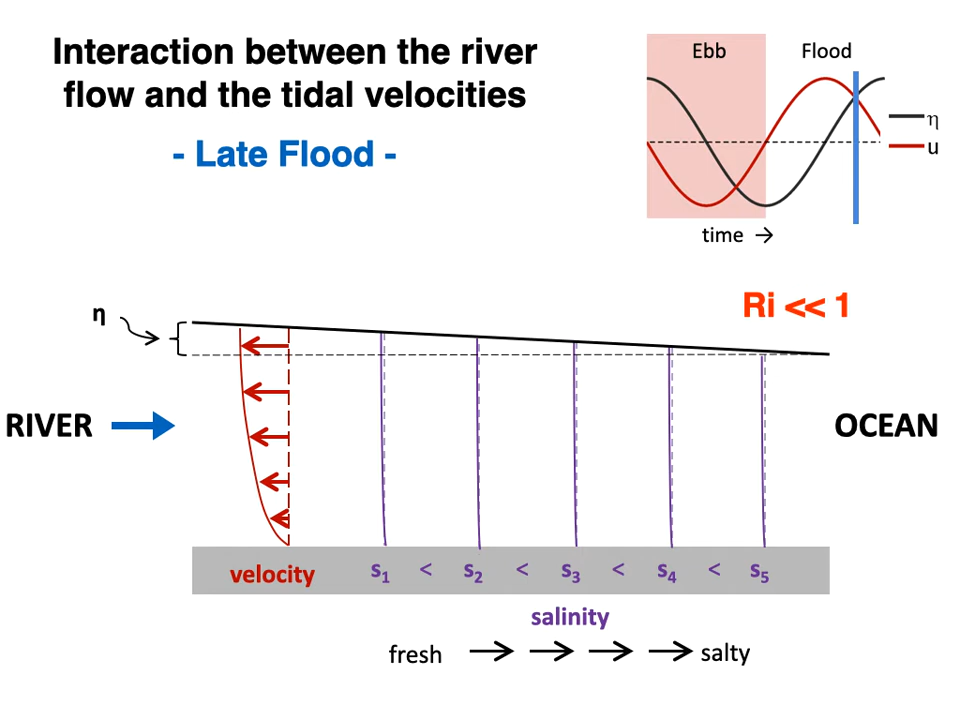 Interaction between the river
flow and the tidal velocities
- Late Flood -
Ebb
Flood
η
u
time →
Ri << 1
η
RIVER
OCEAN
velocity
s1 < s2 < s3 < s4 < s5
salinity
fresh
salty